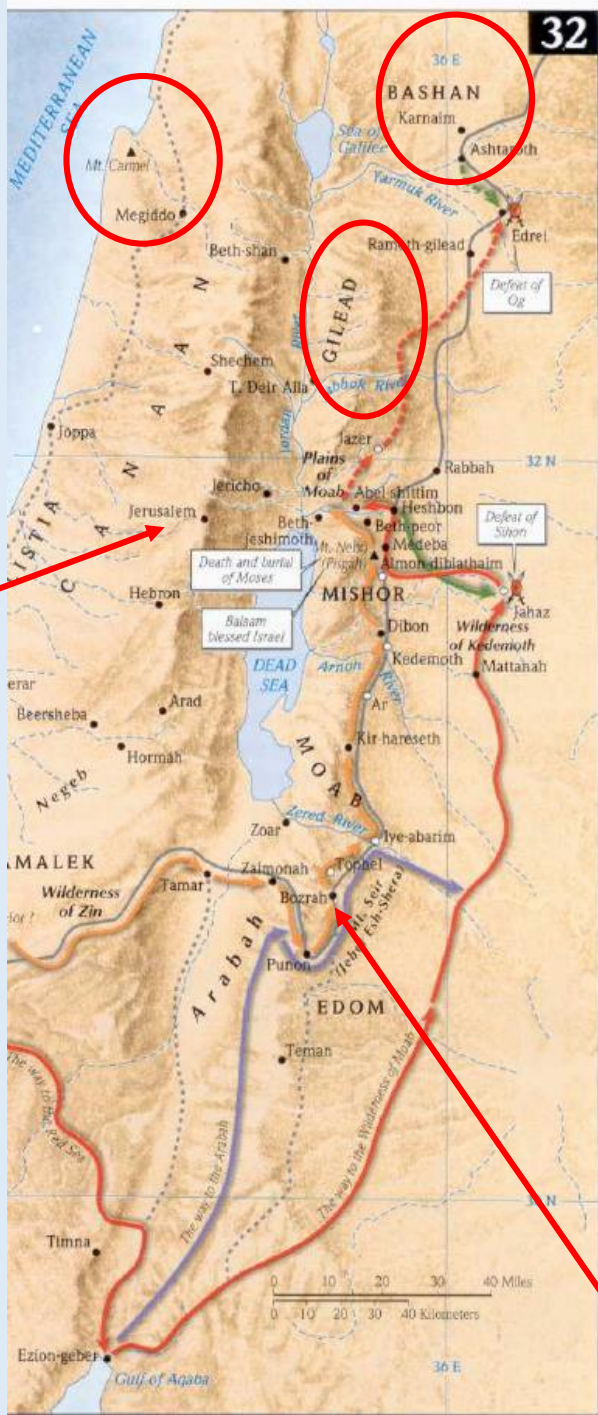 32
36 E
MEDITERRANEAN
SEA
BASHAN
Karnaim
Sea of
Galilee
Ashtaroth
Mt. Carmel
Yarmuk River
Megiddo
Edrei
Ramoth-gilead
Beth-shan
Defeat of
Og
GILEAD
River
Jordan
CANAAN
Shechem
T. Deir Alla
Jabbok River
Joppa
Jazer
32 N
Plains
of
Moab
Rabbah
Jericho
Abel-shittim
Heshbon
Jerusalem
Beth-
jeshimoth
Beth-peor
Defeat of
Sihon
Medeba
Mt. Nebo
(Pisgah)
Death and burial
of Moses
Almon-diblathaim
ISTIA
Hebron
MISHOR
Jahaz
Balaam
blessed Israel
Dibon
Wilderness
of Kedemoth
DEAD
SEA
Arnon
River
Kedemoth
Mattanah
erar
Arad
Ar
Beersheba
Hormah
Kir-hareseth
Negeb
MOAB
Zered River
Zoar
Iye-abarim
AMALEK
Zalmonah
Tophel
Wilderness
of Zin
Tamar
Bozrah
Mt. Seir
(Jebel Esh-Shera)
Arabah
Punon
EDOM
Teman
The way to the Red Sea
The way to the Arabah
The way to the Wilderness of Moab
30 N
Timna
0 10 20 30 40 Miles
0 10 20 30 40 Kilometers
Ezion-geber
Gulf of Aqaba
36 E